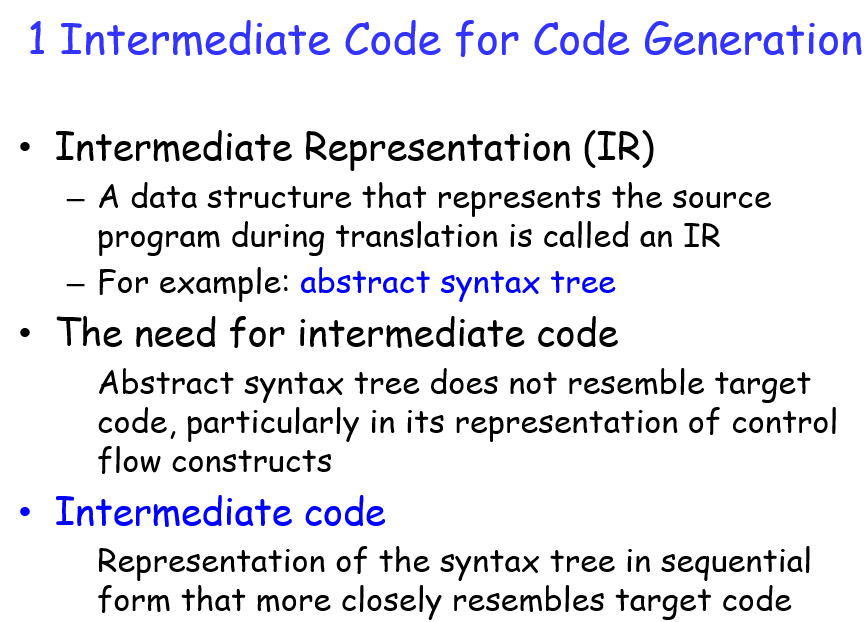 1 Intermediate Code for Code Generation
• Intermediate Representation (IR)
– A data structure that represents the source
program during translation is called an IR
– For example: abstract syntax tree
• The need for intermediate code
Abstract syntax tree does not resemble target
code, particularly in its representation of control
flow constructs
• Intermediate code
Representation of the syntax tree in sequential
form that more closely resembles target code